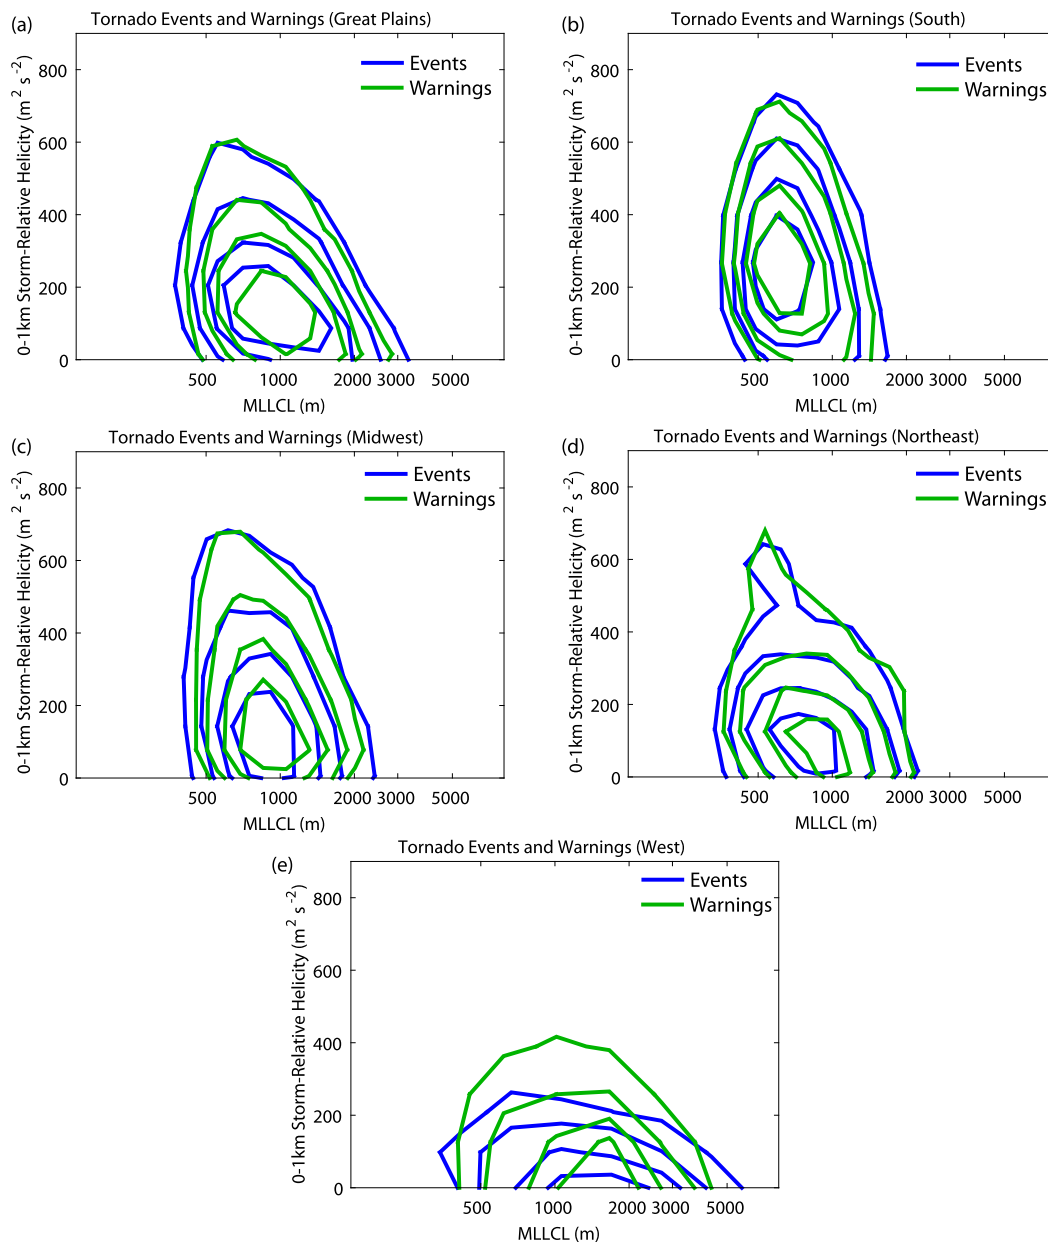 (a)
Tornado Events and Warnings (Great Plains)
0-1km Storm-Relative Helicity (m² s⁻²)
800
600
400
200
0
Events
Warnings
500 1000 2000 3000 5000
MLLCL (m)
(b)
Tornado Events and Warnings (South)
0-1km Storm-Relative Helicity (m² s⁻²)
800
600
400
200
0
Events
Warnings
500 1000 2000 3000 5000
MLLCL (m)
(c)
Tornado Events and Warnings (Midwest)
0-1km Storm-Relative Helicity (m² s⁻²)
800
600
400
200
0
Events
Warnings
500 1000 2000 3000 5000
MLLCL (m)
(d)
Tornado Events and Warnings (Northeast)
0-1km Storm-Relative Helicity (m² s⁻²)
800
600
400
200
0
Events
Warnings
500 1000 2000 3000 5000
MLLCL (m)
(e)
Tornado Events and Warnings (West)
0-1km Storm-Relative Helicity (m² s⁻²)
800
600
400
200
0
Events
Warnings
500 1000 2000 3000 5000
MLLCL (m)